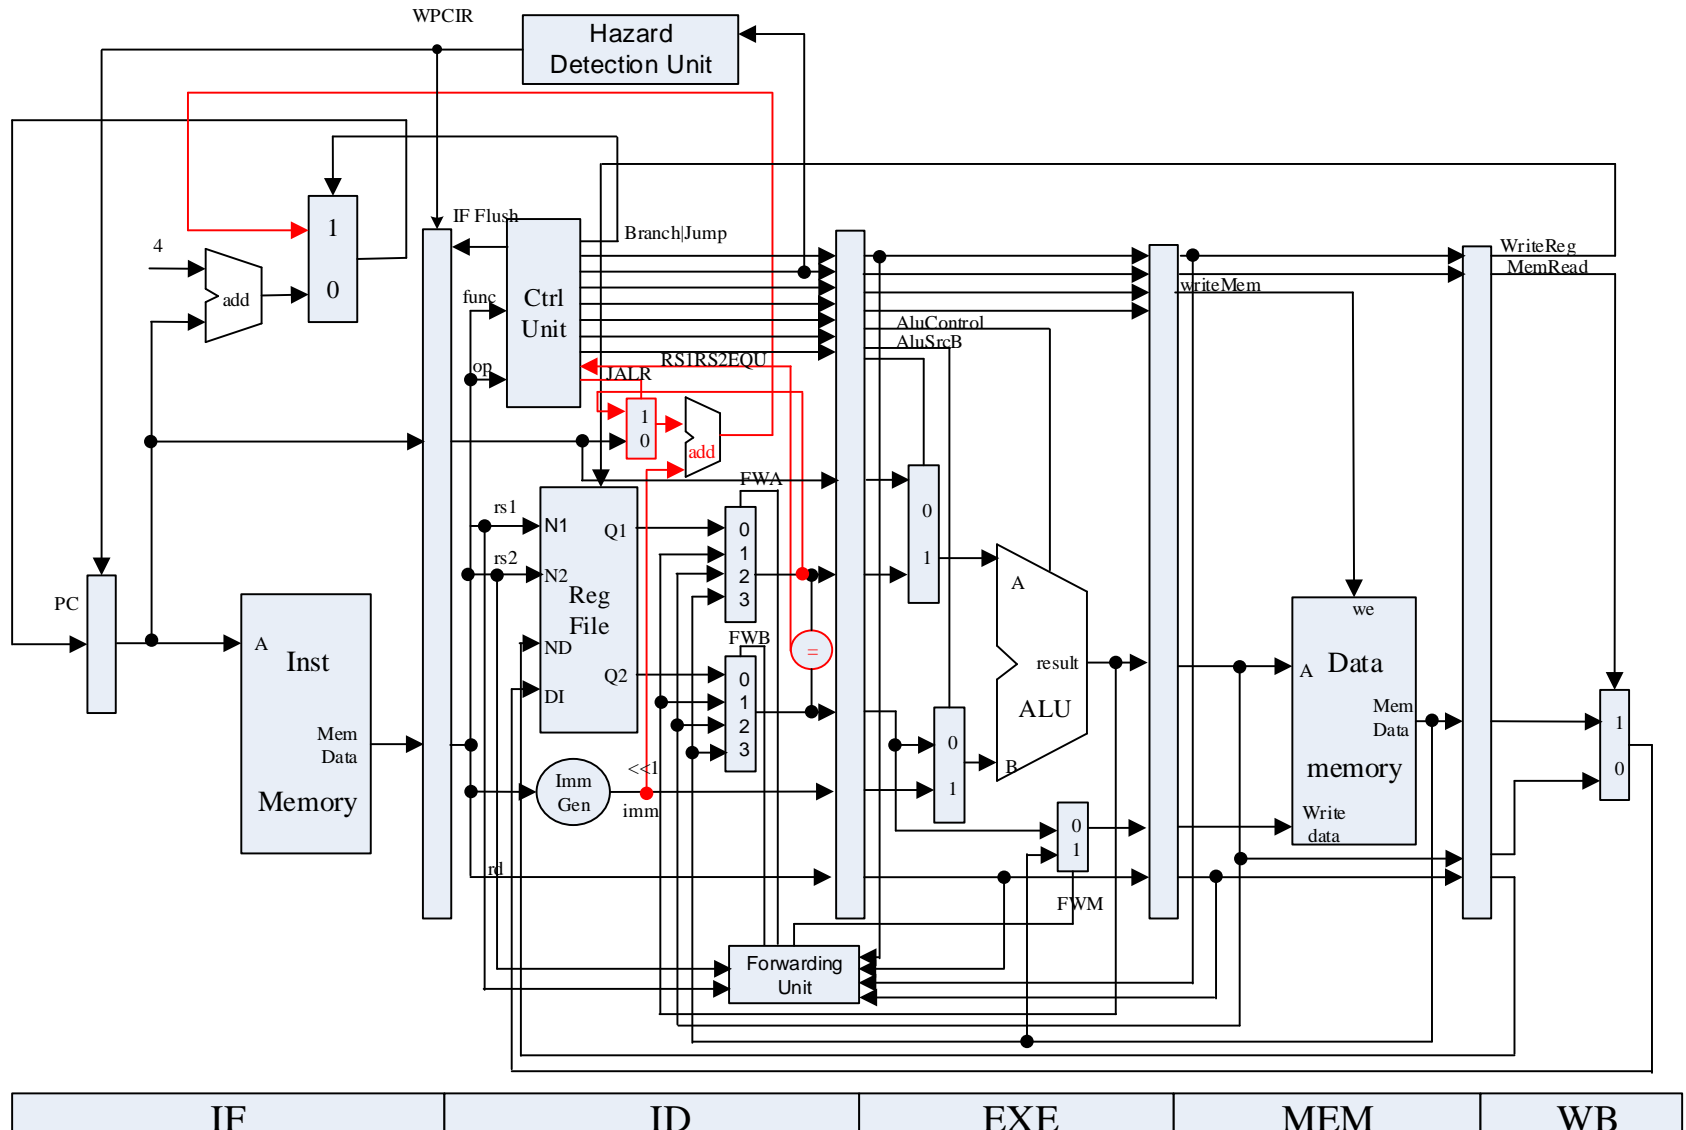 WPCIR
Hazard
Detection Unit
IF Flush
Branch|Jump
WriteReg
MemRead
writeMem
1
0
4
add
func
Ctrl
Unit
op
AluControl
AluSrcB
RS1RS2EQU
JALR
1
0
add
FWA
rs1
N1
Q1
rs2
N2
Reg
File
ND
Q2
DI
0
1
2
3
FWB
0
1
2
3
=
0
1
A
result
ALU
B
0
1
PC
A
Inst
Mem
Data
Memory
<<1
Imm
Gen
imm
rd
we
A
Data
Mem
Data
memory
Write
data
1
0
0
1
FWM
Forwarding
Unit
IF
ID
EXE
MEM
WB